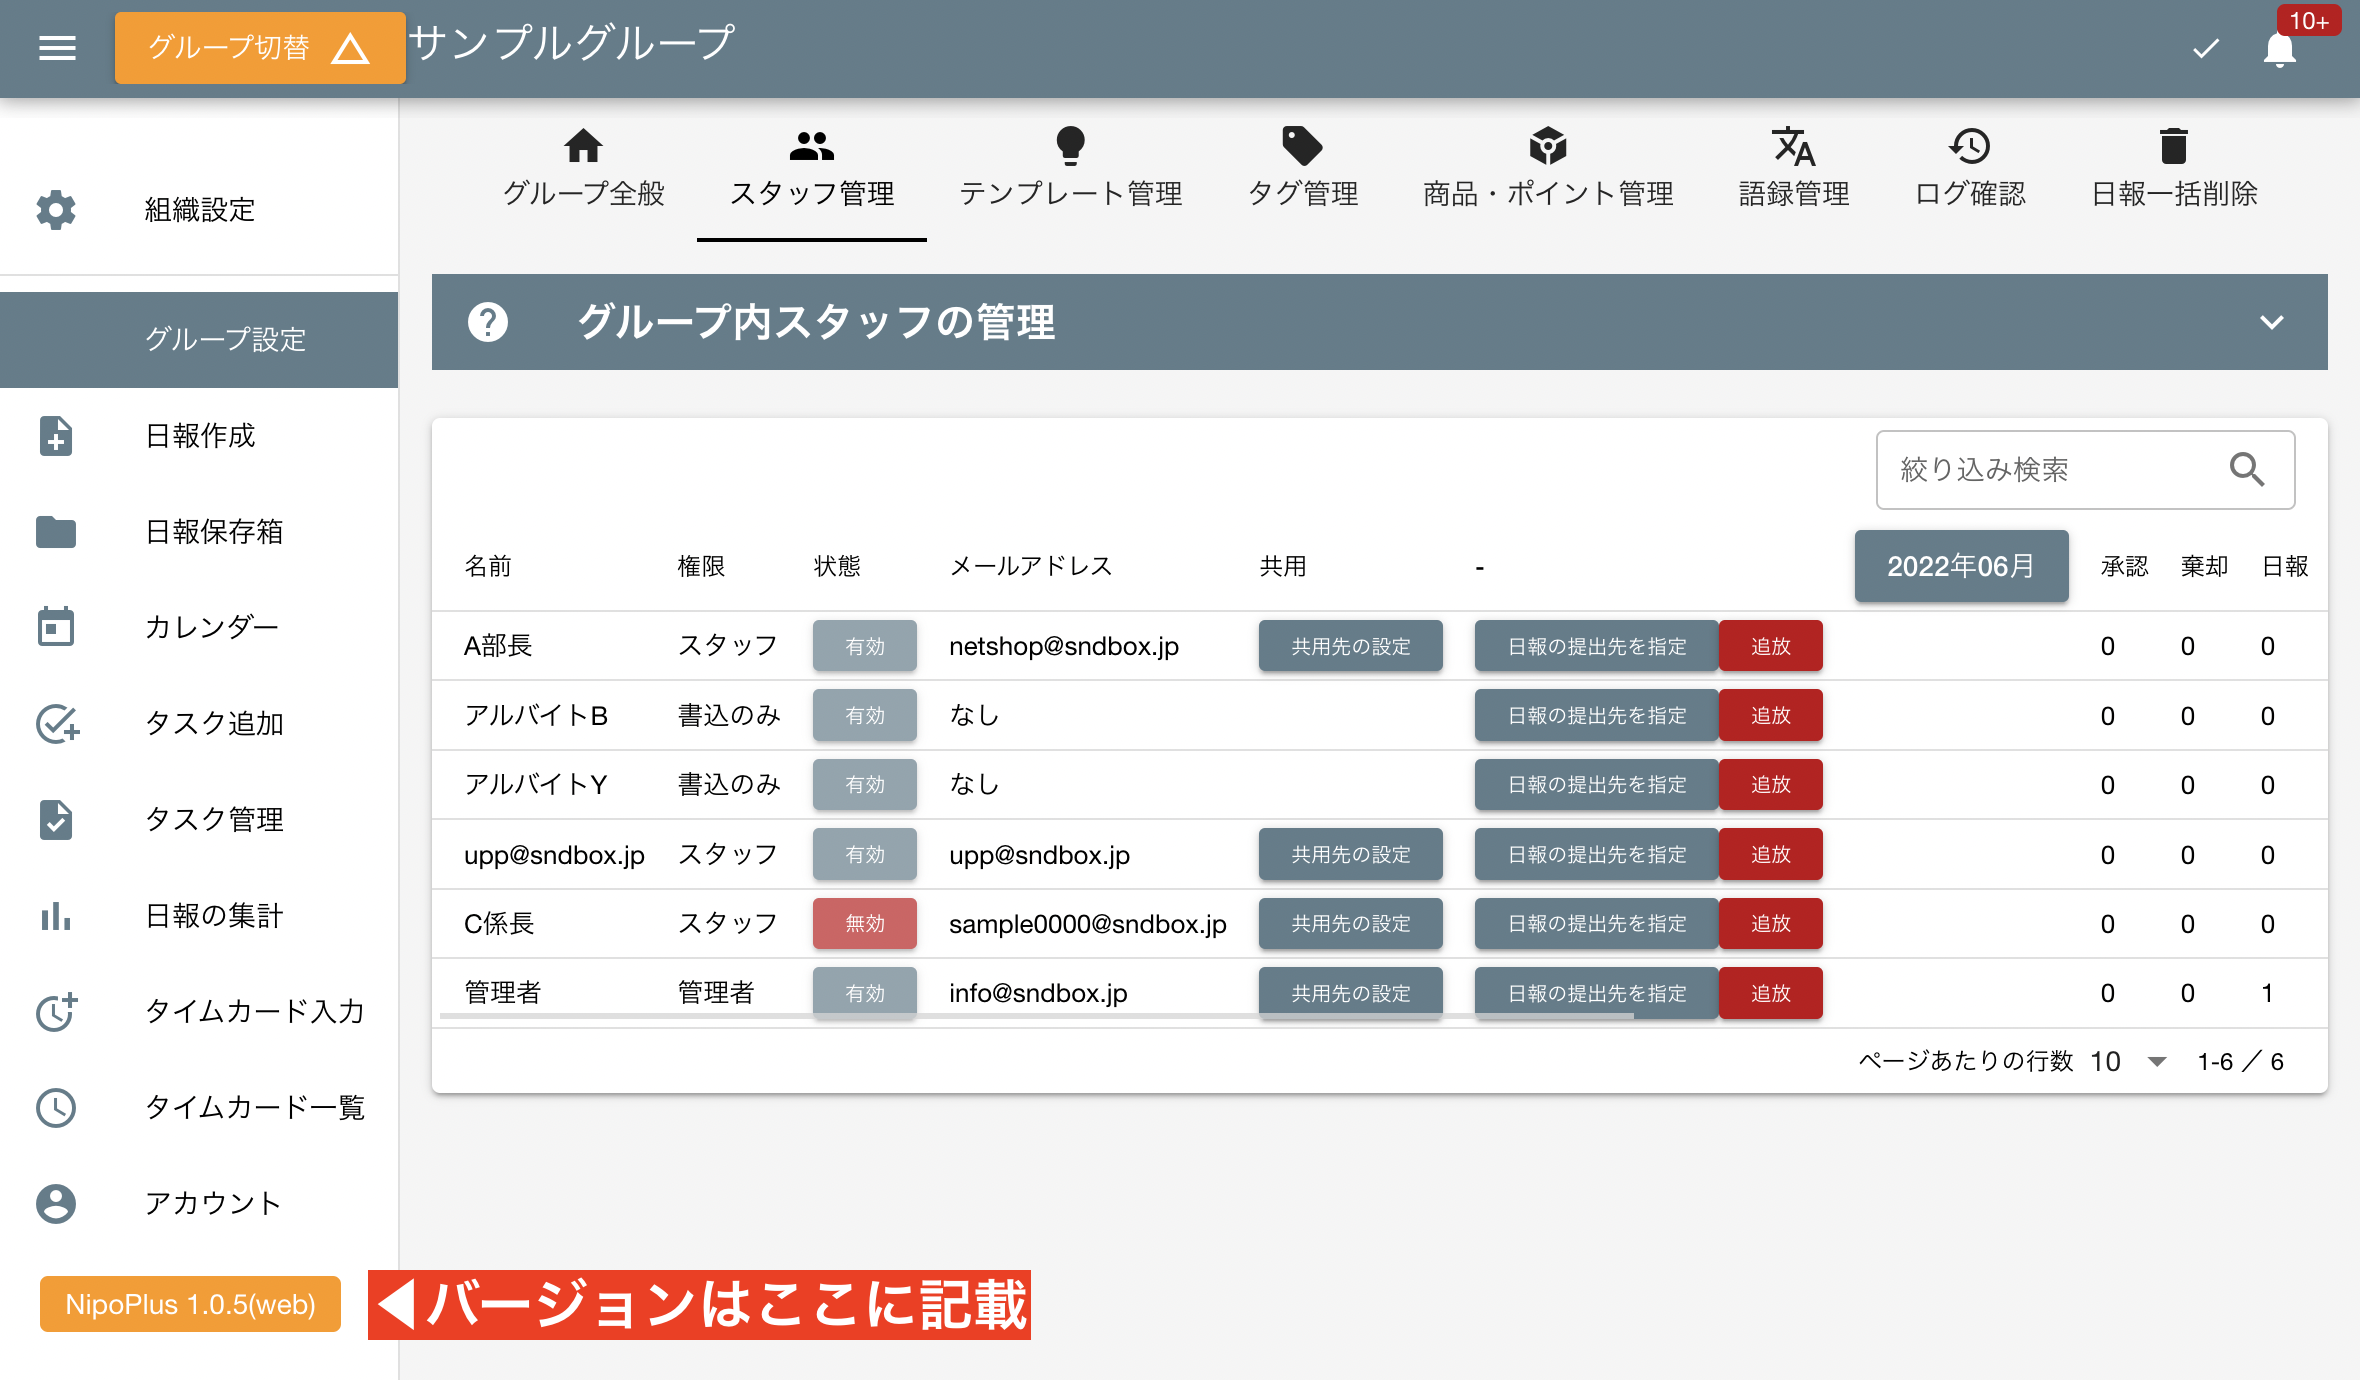 グループ切替 サンプルグループ 10+
組織設定
グループ設定
日報作成
日報保存箱
カレンダー
タスク追加
タスク管理
日報の集計
タイムカード入力
タイムカード一覧
アカウント
NipoPlus 1.0.5(web)
バージョンはここに記載
グループ全般 スタッフ管理 テンプレート管理 タグ管理 商品・ポイント管理 語録管理 ログ確認 日報一括削除
グループ内スタッフの管理
絞り込み検索
名前 権限 状態 メールアドレス 共用 - 2022年06月 承認 棄却 日報
A部長 スタッフ 有効 netshop@sndbox.jp 共用先の設定 日報の提出先を指定 追放 0 0 0
アルバイトB 書込のみ 有効 なし 日報の提出先を指定 追放 0 0 0
アルバイトY 書込のみ 有効 なし 日報の提出先を指定 追放 0 0 0
upp@sndbox.jp スタッフ 有効 upp@sndbox.jp 共用先の設定 日報の提出先を指定 追放 0 0 0
C係長 スタッフ 無効 sample0000@sndbox.jp 共用先の設定 日報の提出先を指定 追放 0 0 0
管理者 管理者 有効 info@sndbox.jp 共用先の設定 日報の提出先を指定 追放 0 0 1
ページあたりの行数 10 1-6 ／ 6